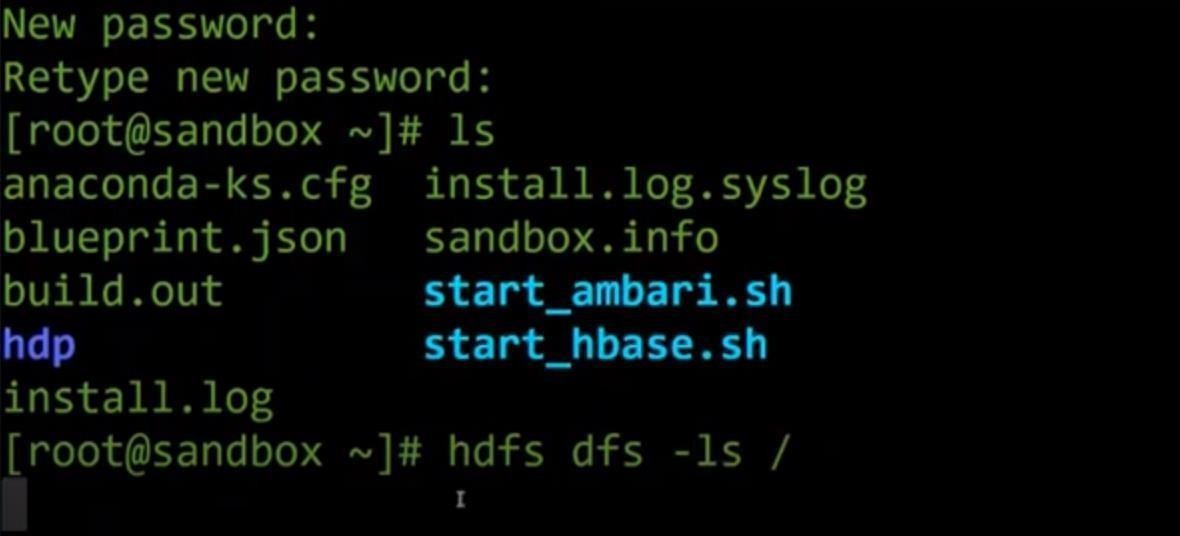 New password:
Retype new password:
[root@sandbox ~]# ls
anaconda-ks.cfg  install.log.syslog
blueprint.json   sandbox.info
build.out        start_ambari.sh
hdp              start_hbase.sh
install.log
[root@sandbox ~]# hdfs dfs -ls /